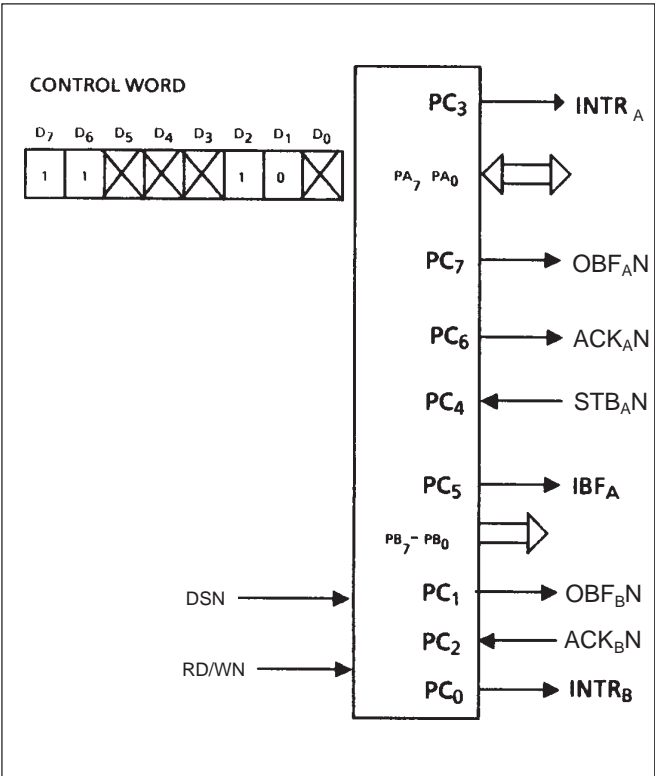 CONTROL WORD
D7 D6 D5 D4 D3 D2 D1 D0
1 1 1 0
PC3 INTR A
PA7 PA0
PC7 OBFAN
PC6 ACKAN
PC4 STBAN
PC5 IBFA
PB7 - PB0
DSN PC1 OBFBN
PC2 ACKBN
RD/WN
PC0 INTRB